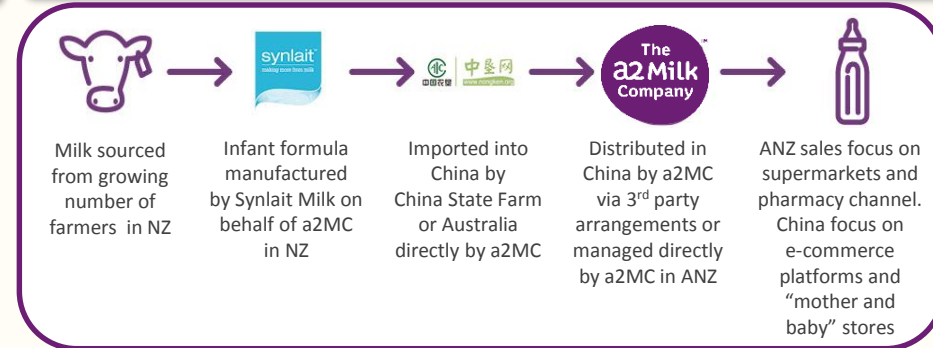 synlait
making more from milk
中国农垦
中垦网
www.nongken.org
The
a2 Milk
Company
™
Milk sourced
from growing
number of
farmers in NZ
Infant formula
manufactured
by Synlait Milk on
behalf of a2MC
in NZ
Imported into
China by
China State Farm
or Australia
directly by a2MC
Distributed in
China by a2MC
via 3rd party
arrangements or
managed directly
by a2MC in ANZ
ANZ sales focus on
supermarkets and
pharmacy channel.
China focus on
e-commerce
platforms and
“mother and
baby” stores